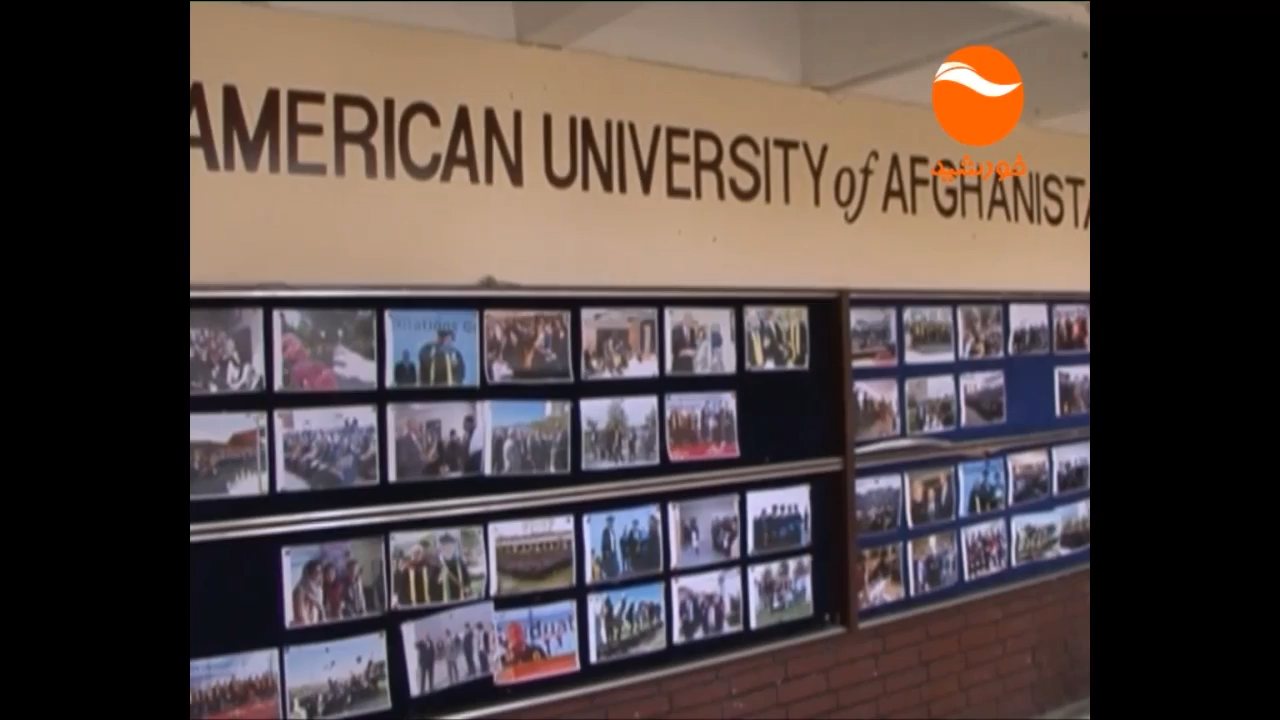 AMERICAN UNIVERSITY of AFGHANISTA
خورشید